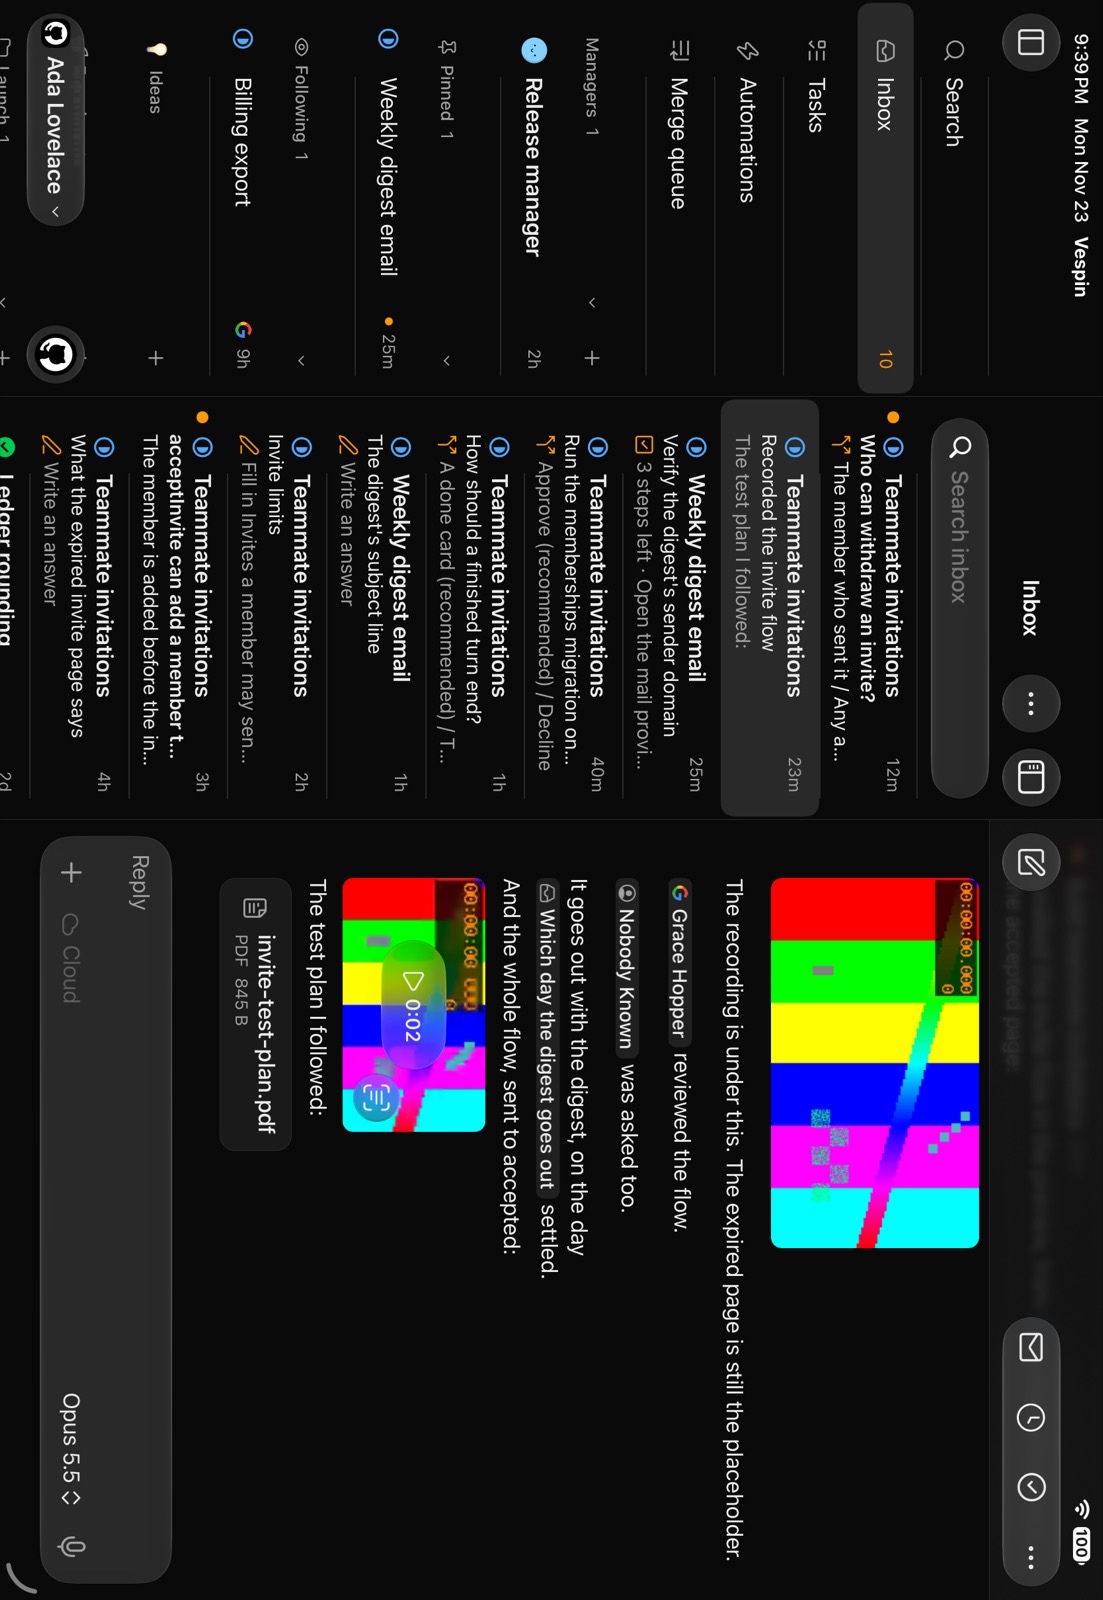 9:39 PM Mon Nov 23 Vespin
100
Search
Inbox 10
Tasks
Automations
Merge queue
Managers 1
Release manager 2h
Pinned 1
Weekly digest email 25m
Following 1
Billing export 9h
Ideas
Ada Lovelace
Launch 1
Inbox
Search inbox
Teammate invitations 12m
Who can withdraw an invite?
The member who sent it / Any a...
Teammate invitations 23m
Recorded the invite flow
The test plan I followed:
Weekly digest email 25m
Verify the digest's sender domain
3 steps left · Open the mail provi...
Teammate invitations 40m
Run the memberships migration on...
Approve (recommended) / Decline
Teammate invitations 1h
How should a finished turn end?
A done card (recommended) / T...
Weekly digest email 1h
The digest's subject line
Write an answer
Teammate invitations 2h
Invite limits
Fill in Invites a member may sen...
Teammate invitations 3h
acceptInvite can add a member t...
The member is added before the in...
Teammate invitations 4h
What the expired invite page says
Write an answer
Ledger rounding 2d
the accepted page:
00:00:00.000
0
The recording is under this. The expired page is still the placeholder.
Grace Hopper reviewed the flow.
Nobody Known was asked too.
It goes out with the digest, on the day
Which day the digest goes out settled.
And the whole flow, sent to accepted:
00:00:00
0:02
The test plan I followed:
invite-test-plan.pdf
PDF 845 B
Reply
Cloud
Opus 5.5